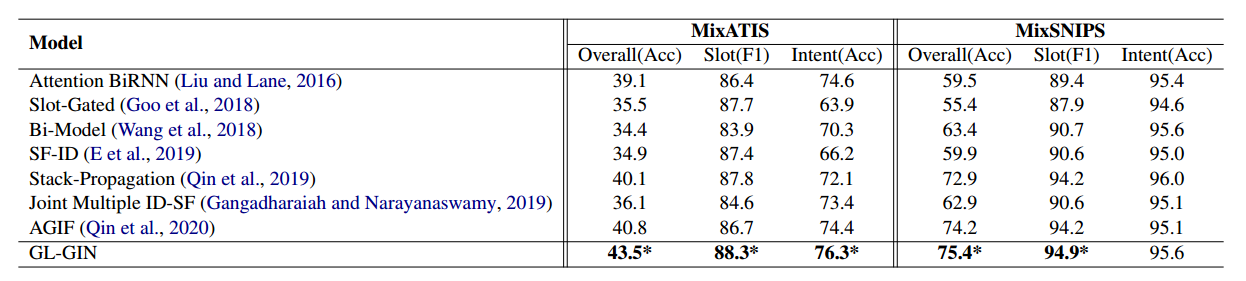 Model MixATIS MixSNIPS
Overall(Acc) Slot(F1) Intent(Acc) Overall(Acc) Slot(F1) Intent(Acc)
Attention BiRNN (Liu and Lane, 2016) 39.1 86.4 74.6 59.5 89.4 95.4
Slot-Gated (Goo et al., 2018) 35.5 87.7 63.9 55.4 87.9 94.6
Bi-Model (Wang et al., 2018) 34.4 83.9 70.3 63.4 90.7 95.6
SF-ID (E et al., 2019) 34.9 87.4 66.2 59.9 90.6 95.0
Stack-Propagation (Qin et al., 2019) 40.1 87.8 72.1 72.9 94.2 96.0
Joint Multiple ID-SF (Gangadharaiah and Narayanaswamy, 2019) 36.1 84.6 73.4 62.9 90.6 95.1
AGIF (Qin et al., 2020) 40.8 86.7 74.4 74.2 94.2 95.1
GL-GIN 43.5* 88.3* 76.3* 75.4* 94.9* 95.6